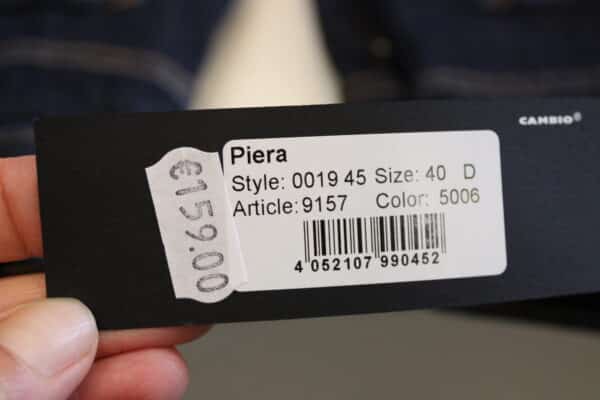 CAMBIO®
Piera
Style: 0019 45 Size: 40 D
Article: 9157 Color: 5006
4 052107 990452
€159.00